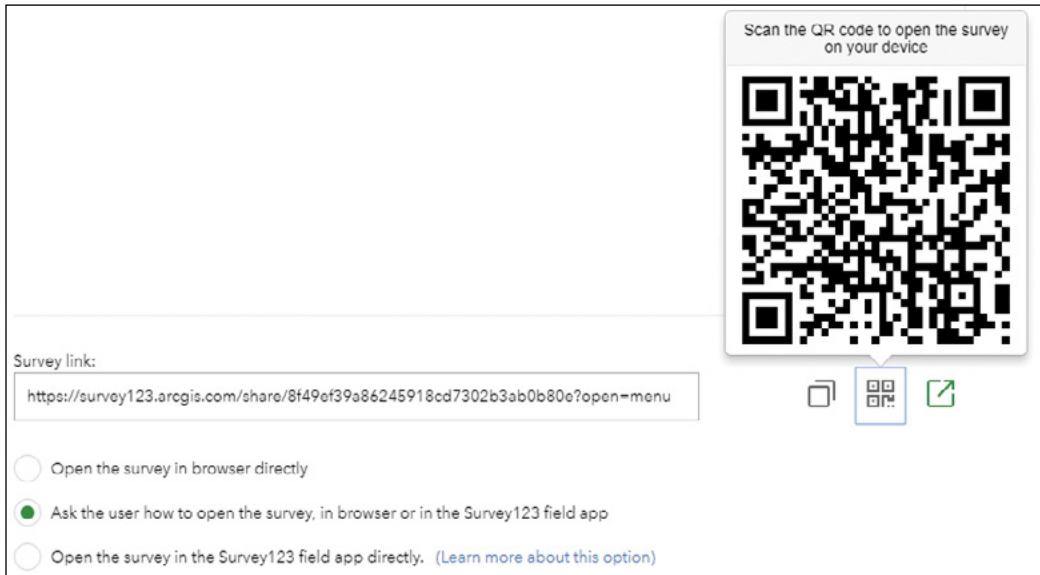 Scan the QR code to open the survey
on your device
Survey link:
https://survey123.arcgis.com/share/8f49ef39a86245918cd7302b3ab0b80e?open=menu
Open the survey in browser directly
Ask the user how to open the survey, in browser or in the Survey123 field app
Open the survey in the Survey123 field app directly. (Learn more about this option)